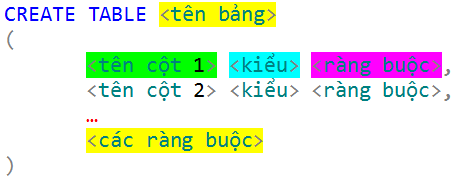 CREATE TABLE <tên bảng>
(
<tên cột 1> <kiểu> <ràng buộc>,
<tên cột 2> <kiểu> <ràng buộc>,
…
<các ràng buộc>
)